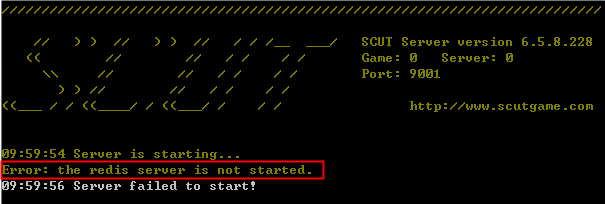 SCUT Server version 6.5.8.228
Game: 0 Server: 0
Port: 9001
http://www.scutgame.com
09:59:54 Server is starting...
Error: the redis server is not started.
09:59:56 Server failed to start!